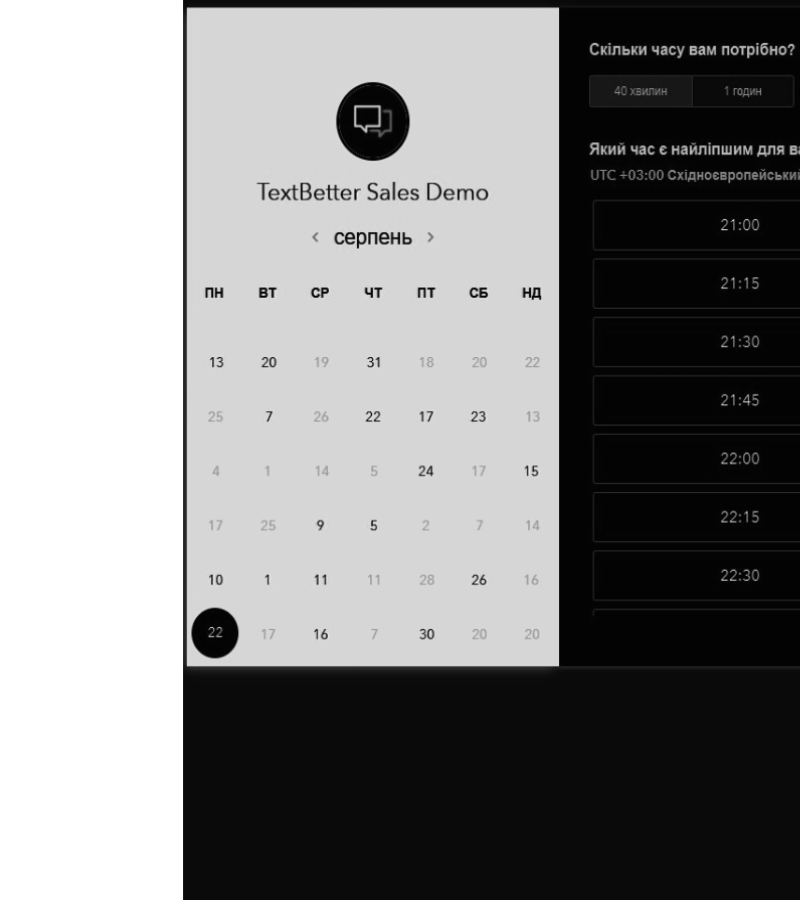 TextBetter Sales Demo
‹ серпень ›
ПН ВТ СР ЧТ ПТ СБ НД
13 20 19 31 18 20 22
25 7 26 22 17 23 13
4 1 14 5 24 17 15
17 25 9 5 2 7 14
10 1 11 11 28 26 16
22 17 16 7 30 20 20
Скільки часу вам потрібно?
40 хвилин 1 годин
Який час є найліпшим для ва
UTC +03:00 Східноєвропейський
21:00
21:15
21:30
21:45
22:00
22:15
22:30